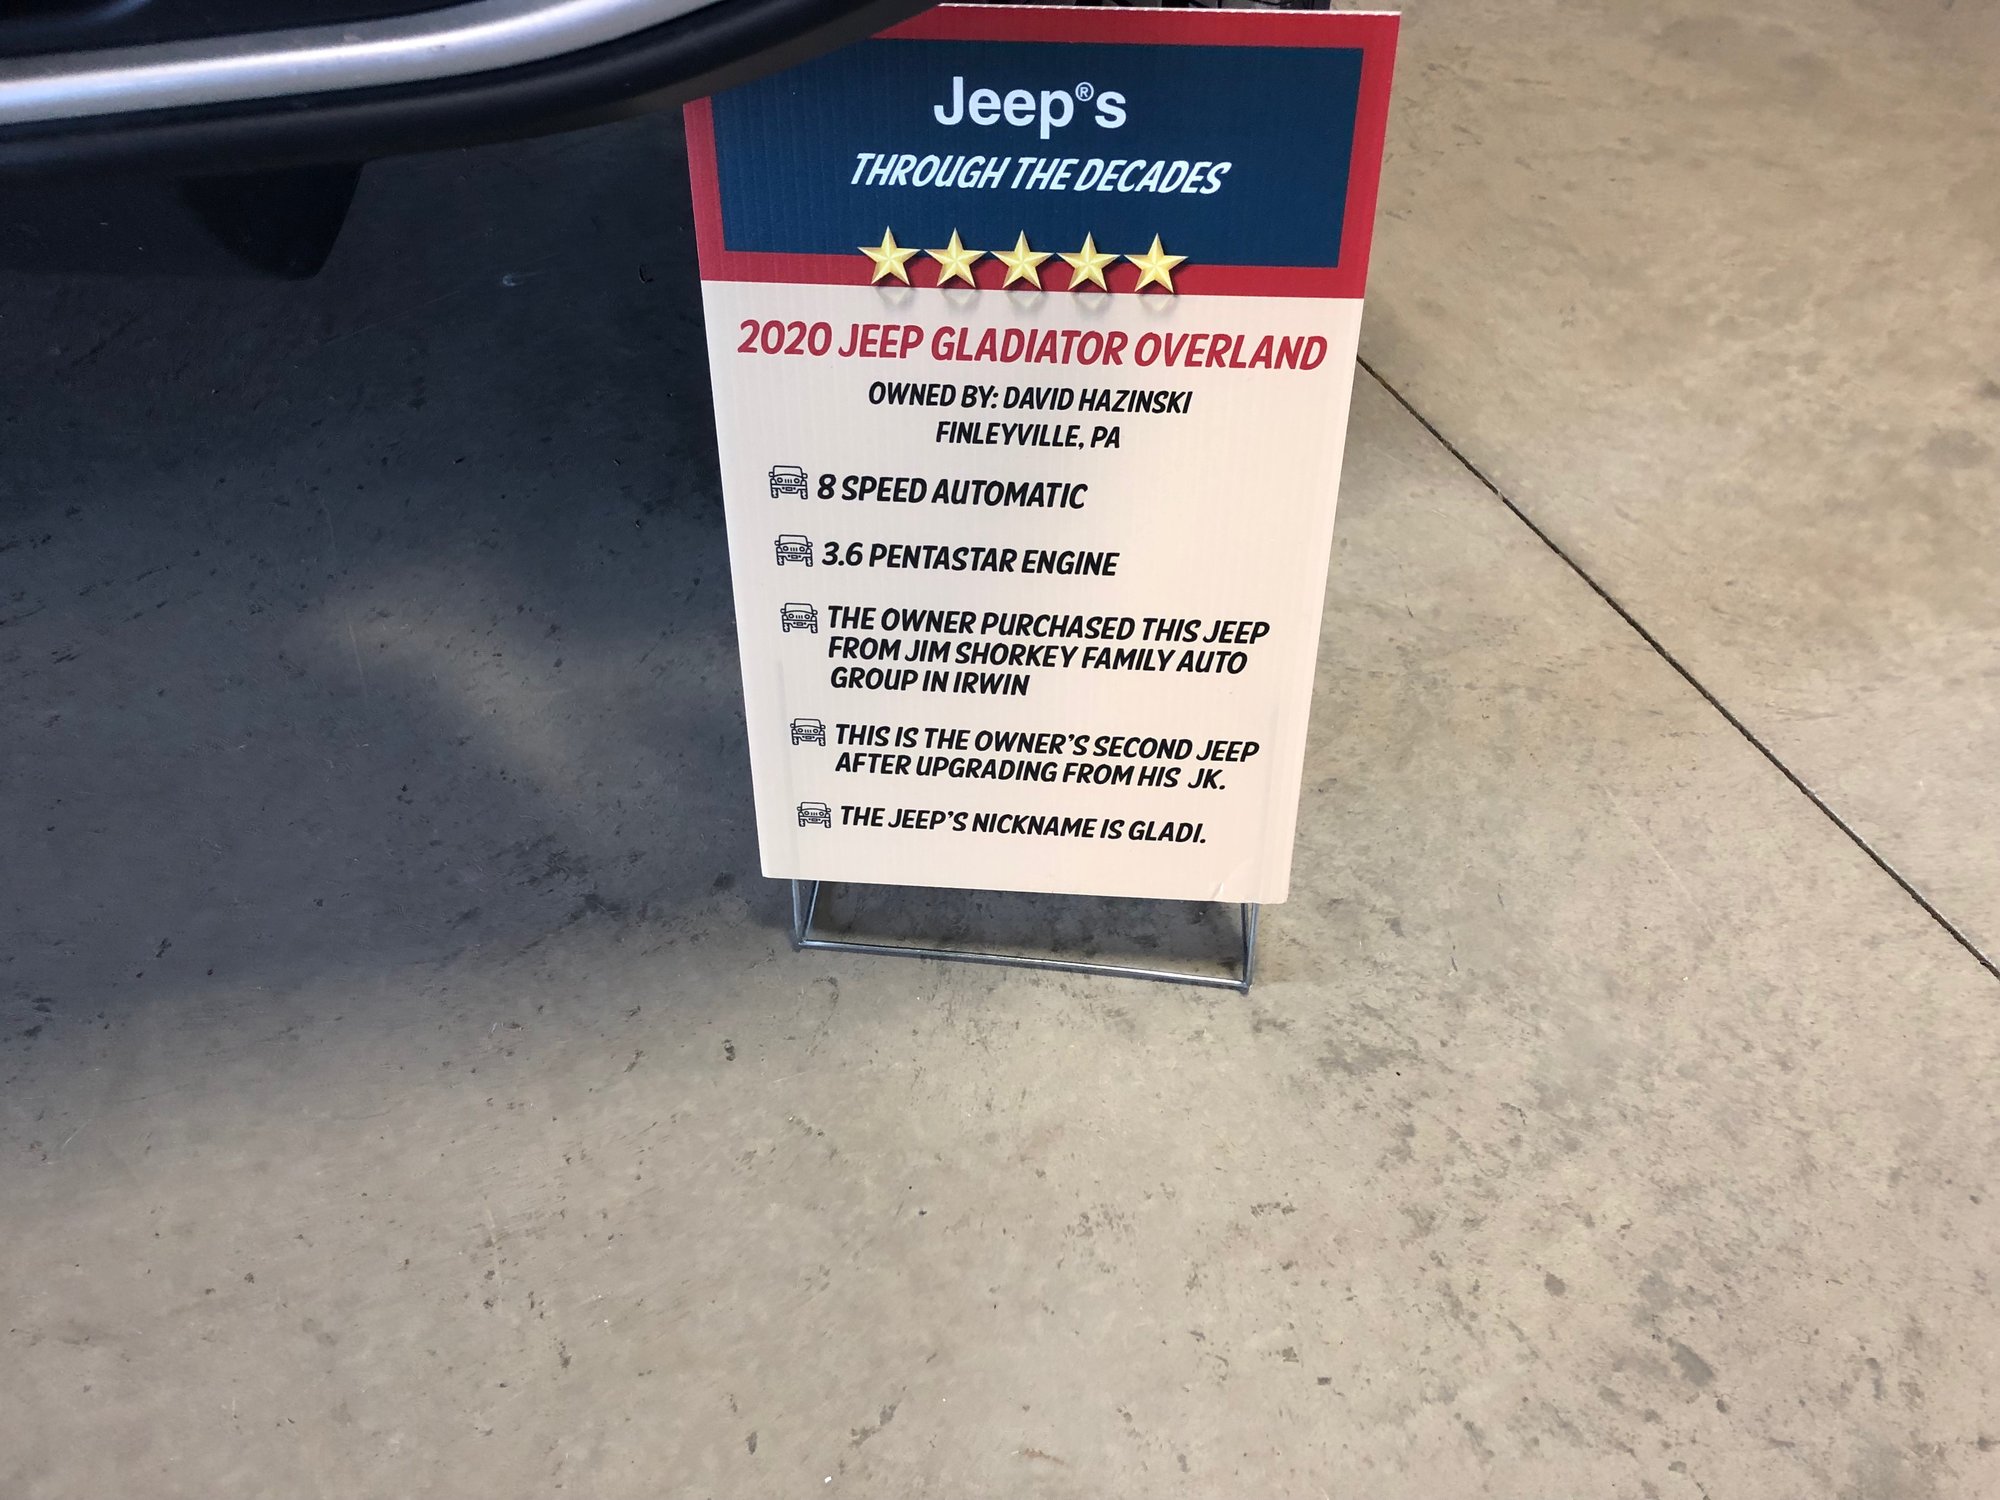 Jeep®s
THROUGH THE DECADES
2020 JEEP GLADIATOR OVERLAND
OWNED BY: DAVID HAZINSKI
FINLEYVILLE, PA
8 SPEED AUTOMATIC
3.6 PENTASTAR ENGINE
THE OWNER PURCHASED THIS JEEP
FROM JIM SHORKEY FAMILY AUTO
GROUP IN IRWIN
THIS IS THE OWNER'S SECOND JEEP
AFTER UPGRADING FROM HIS JK.
THE JEEP'S NICKNAME IS GLADI.